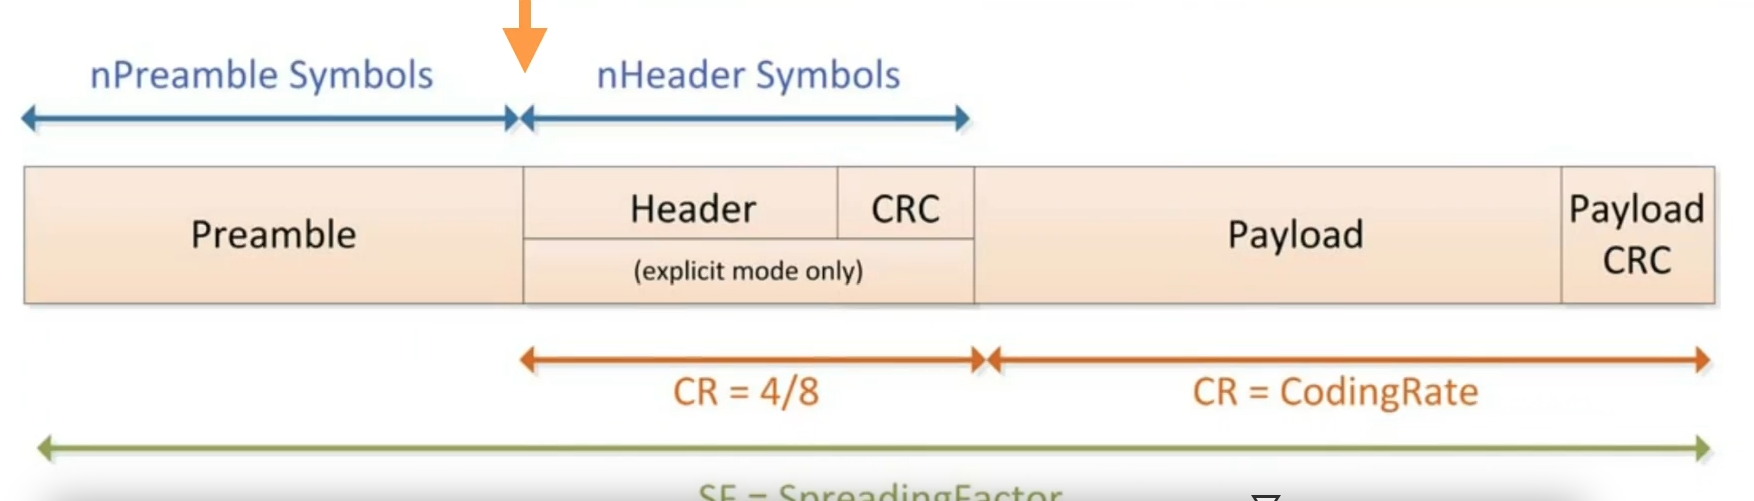 nPreamble Symbols
nHeader Symbols
Preamble
Header
CRC
(explicit mode only)
Payload
Payload
CRC
CR = 4/8
CR = CodingRate
SF = SpreadingFactor